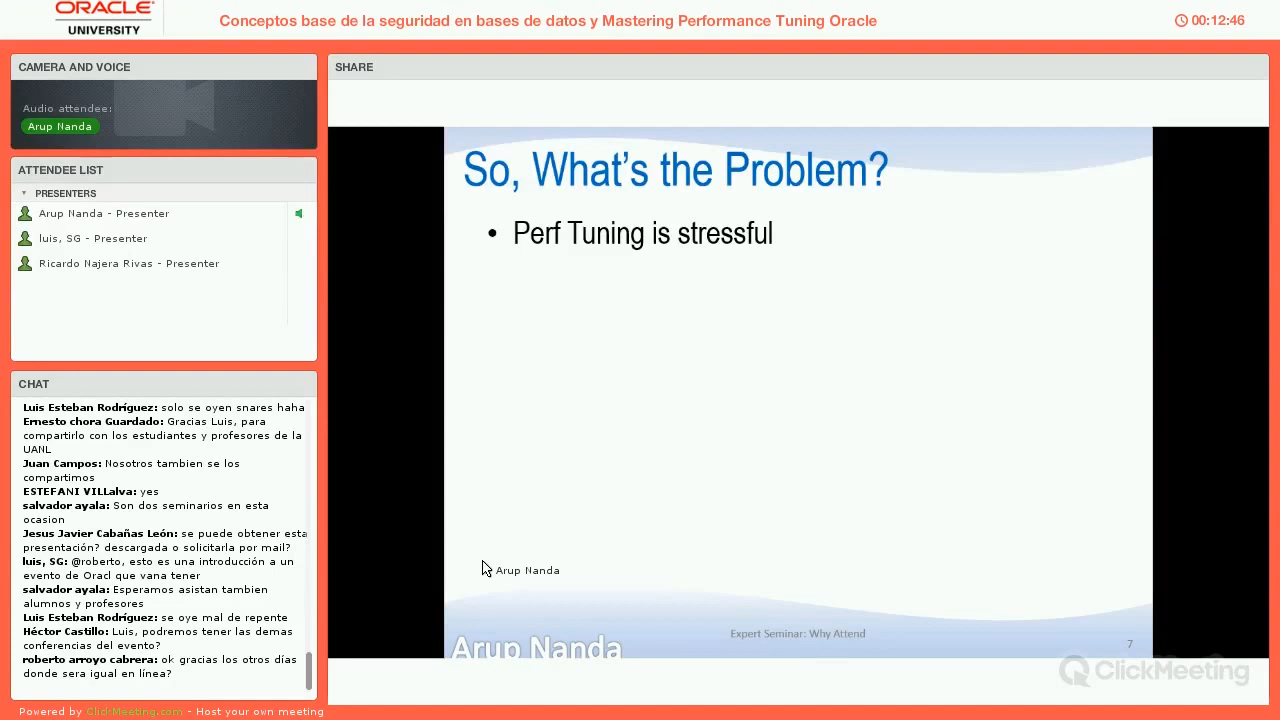 ORACLE
UNIVERSITY
Conceptos base de la seguridad en bases de datos y Mastering Performance Tuning Oracle
00:12:46
CAMERA AND VOICE
Audio attendee:
Arup Nanda
ATTENDEE LIST
PRESENTERS
Arup Nanda - Presenter
luis, SG - Presenter
Ricardo Najera Rivas - Presenter
CHAT
Luis Esteban Rodríguez: solo se oyen snares haha
Ernesto chora Guardado: Gracias Luis, para
compartirlo con los estudiantes y profesores de la
UANL
Juan Campos: Nosotros tambien se los
compartimos
ESTEFANI VILLalva: yes
salvador ayala: Son dos seminarios en esta
ocasion
Jesus Javier Cabañas León: se puede obtener esta
presentación? descargada o solicitarla por mail?
luis, SG: @roberto, esto es una introducción a un
evento de Oracl que vana tener
salvador ayala: Esperamos asistan tambien
alumnos y profesores
Luis Esteban Rodríguez: se oye mal de repente
Héctor Castillo: Luis, podremos tener las demas
conferencias del evento?
roberto arroyo cabrera: ok gracias los otros días
donde sera igual en línea?
SHARE
So, What's the Problem?
• Perf Tuning is stressful
Arup Nanda
Expert Seminar: Why Attend
7
Arup Nanda
ClickMeeting
Powered by ClickMeeting.com - Host your own meeting